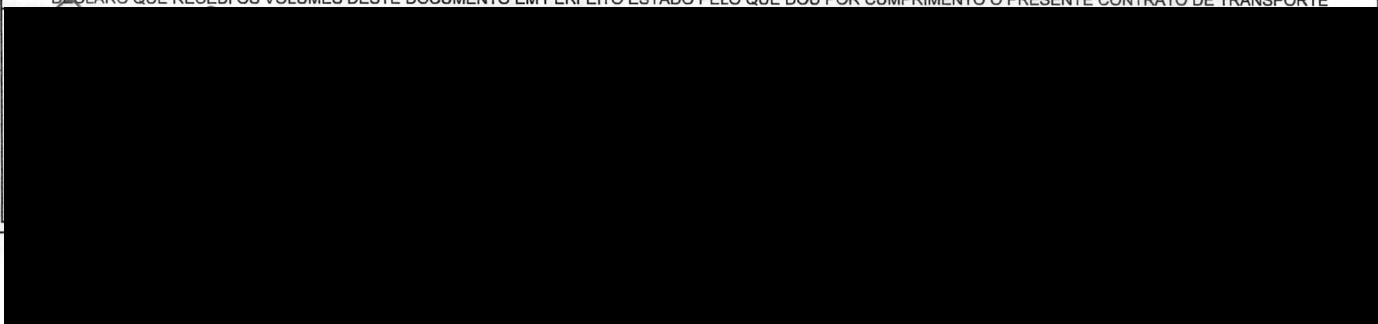 DECLARO QUE RECEBI OS VOLUMES DESTE DOCUMENTO EM PERFEITO ESTADO PELO QUE DOU POR CUMPRIMENTO O PRESENTE CONTRATO DE TRANSPORTE